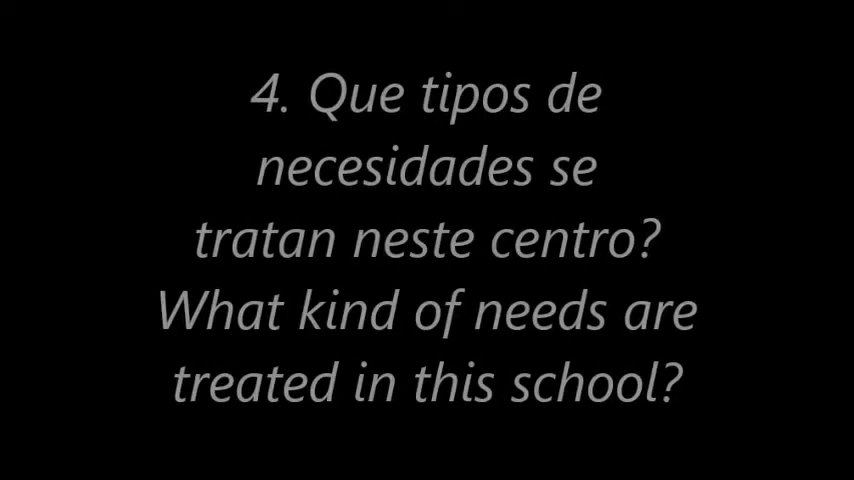 4. Que tipos de
necesidades se
tratan neste centro?
What kind of needs are
treated in this school?